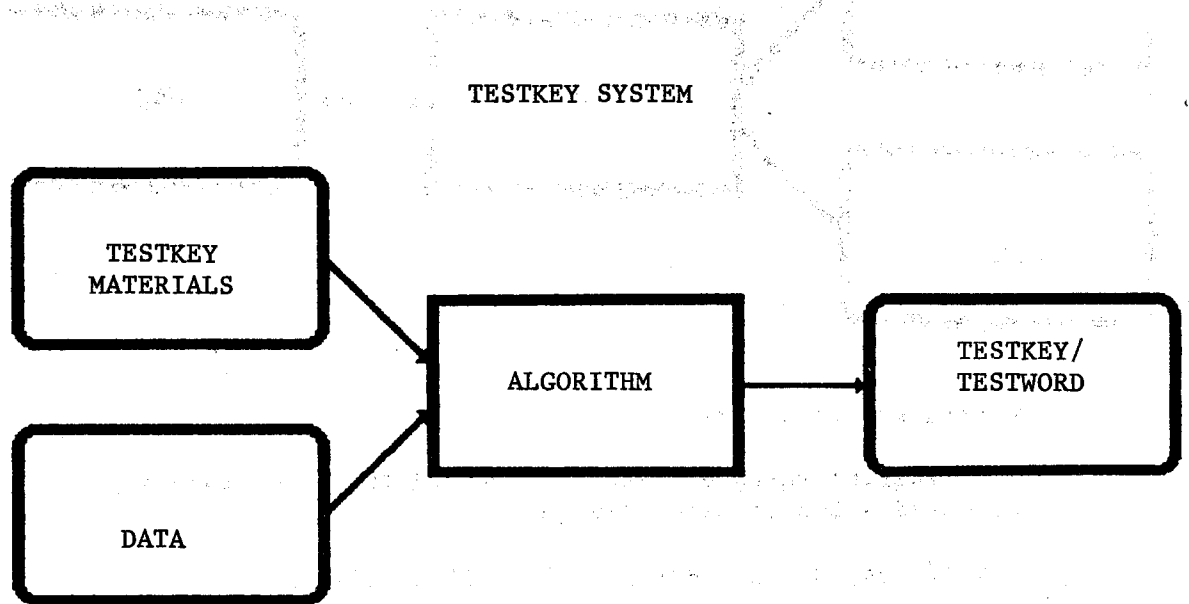 TESTKEY SYSTEM
TESTKEY
MATERIALS
DATA
ALGORITHM
TESTKEY/
TESTWORD